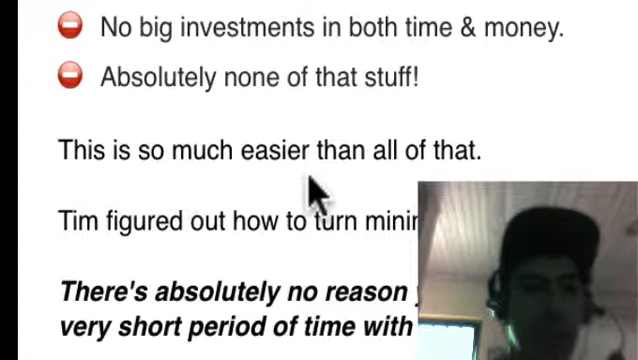 No big investments in both time & money.
Absolutely none of that stuff!
This is so much easier than all of that.
Tim figured out how to turn
There's absolutely no reason
very short period of time with